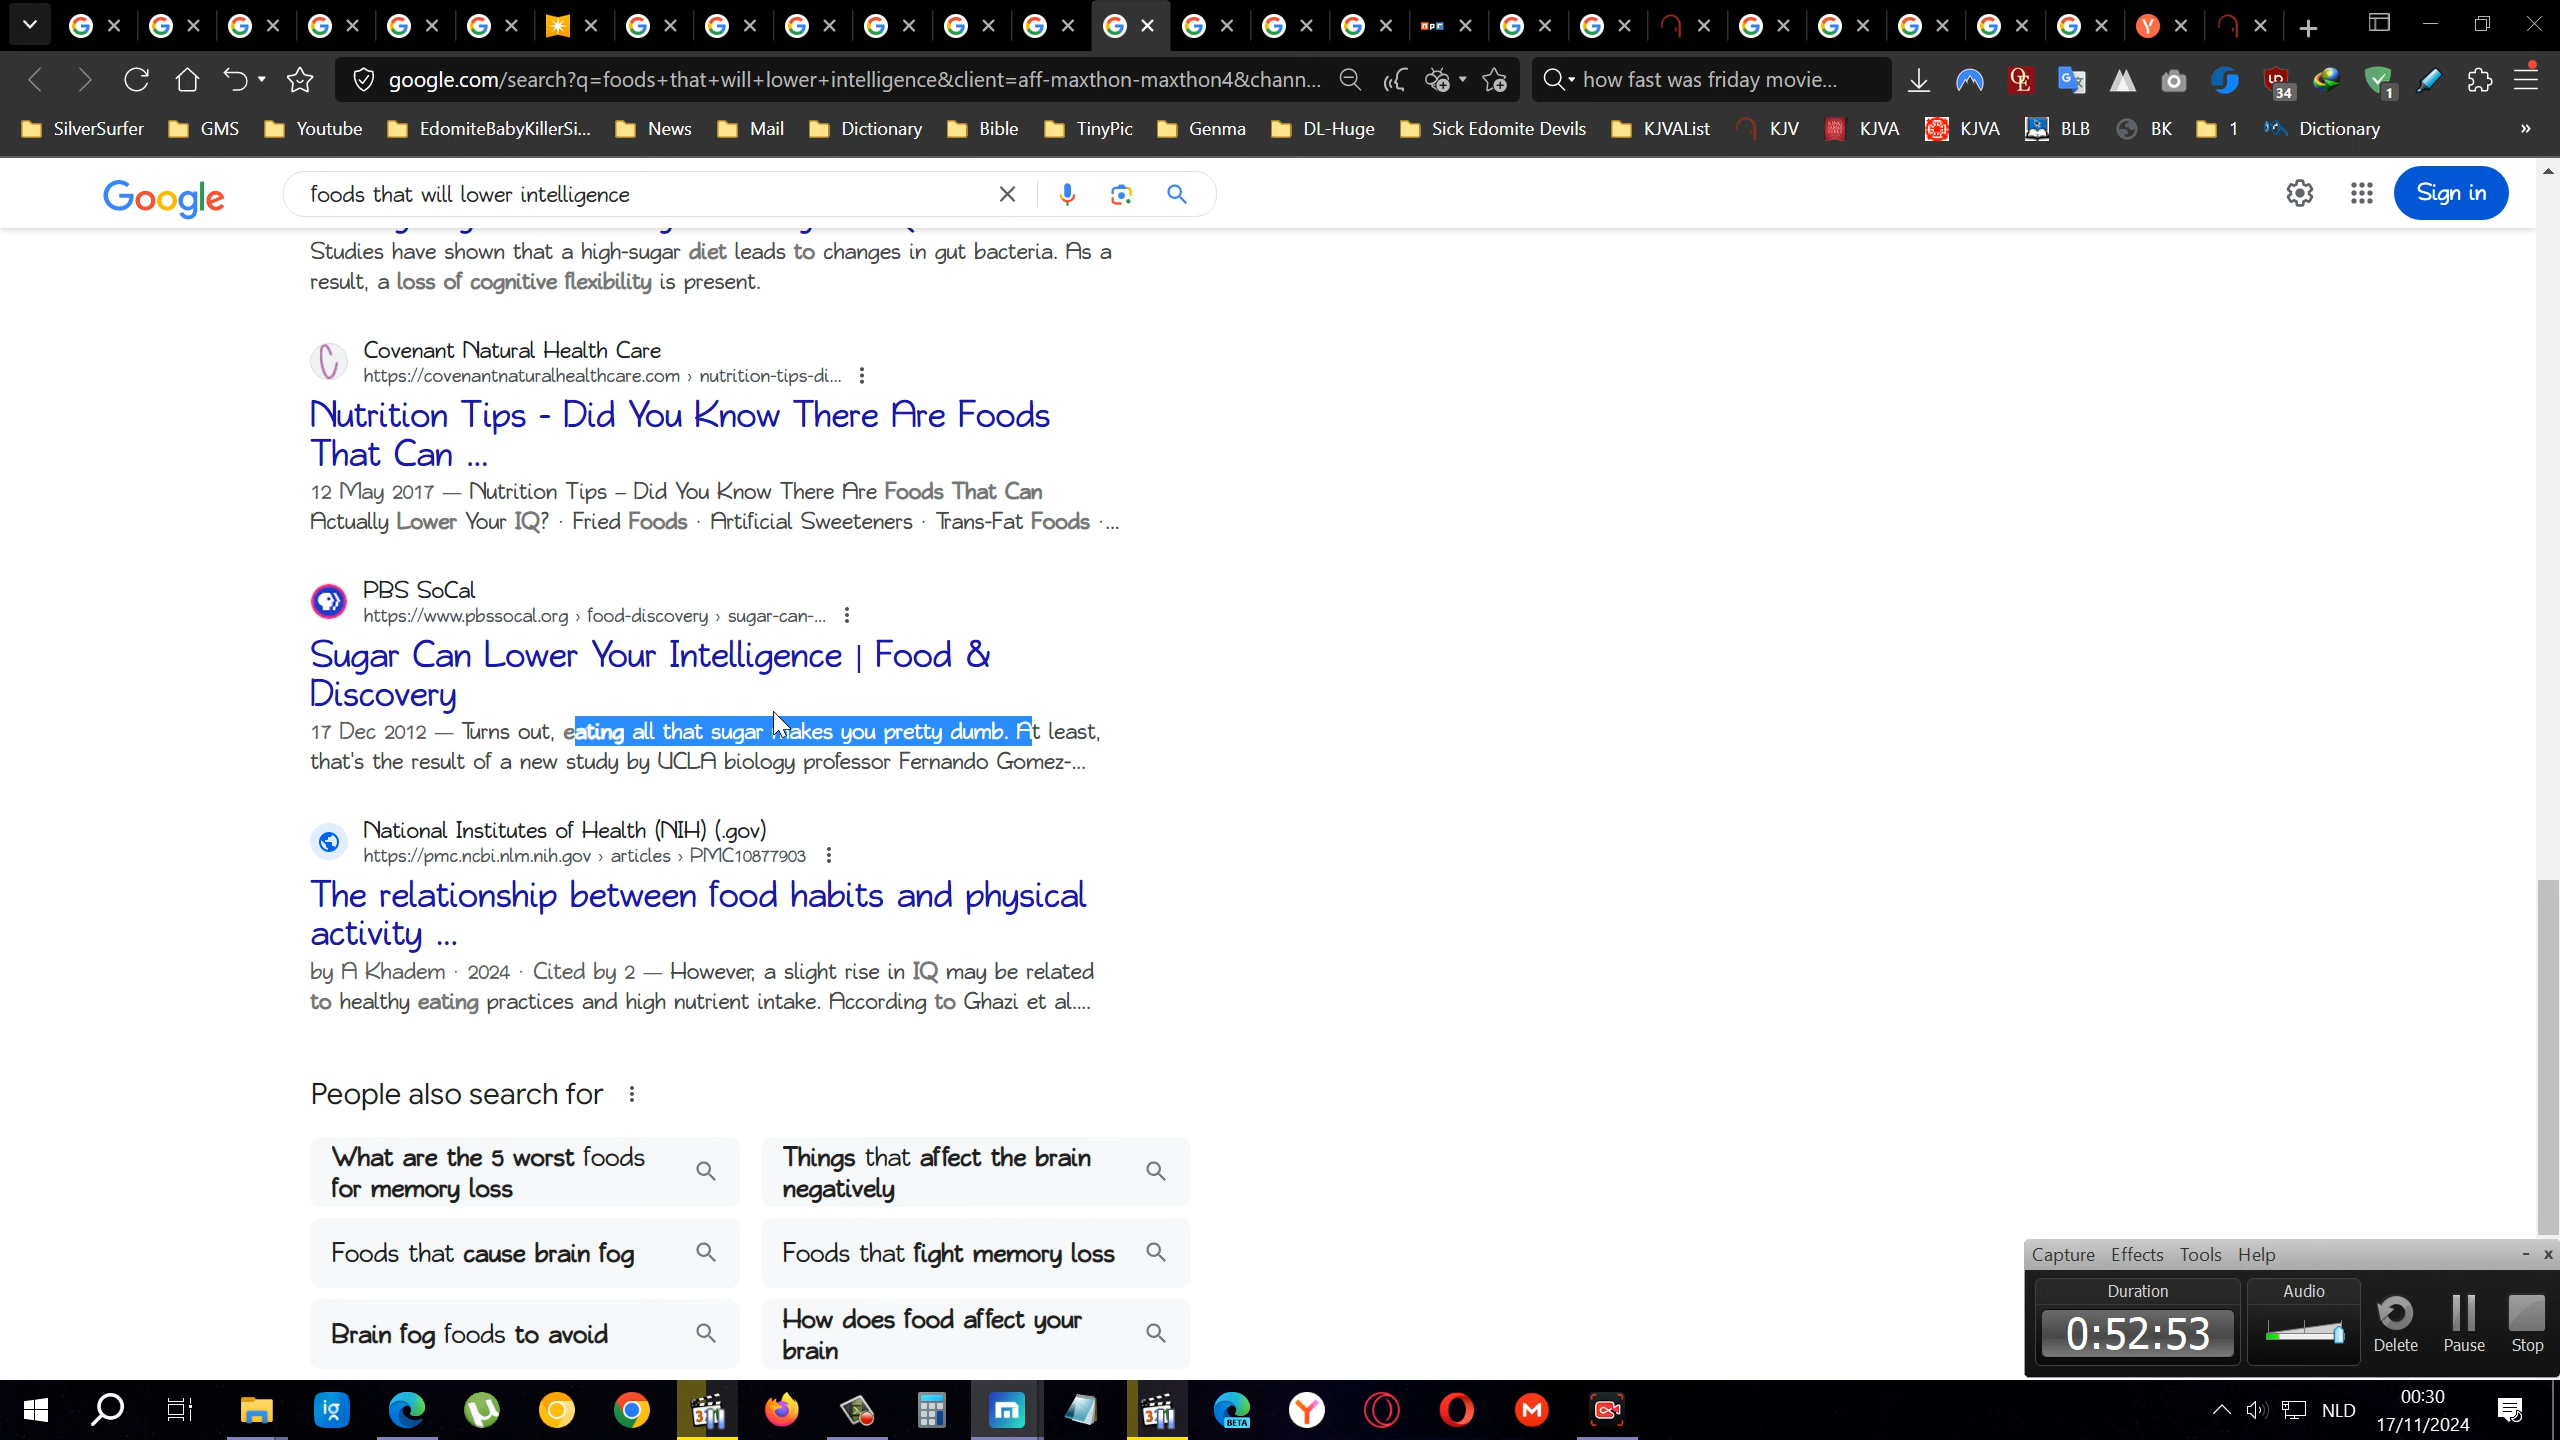 google.com/search?q=foods+that+will+lower+intelligence&client=aff-maxthon-maxthon4&chann...
how fast was friday movie...
34
1
SilverSurfer
GMS
Youtube
EdomiteBabyKillerSi...
News
Mail
Dictionary
Bible
TinyPic
Genma
DL-Huge
Sick Edomite Devils
KJVAList
KJV
KJVA
KJVA
BLB
BK
1
Dictionary
»
Google
foods that will lower intelligence
Sign in
Studies have shown that a high-sugar diet leads to changes in gut bacteria. As a
result, a loss of cognitive flexibility is present.
Covenant Natural Health Care
https://covenantnaturalhealthcare.com › nutrition-tips-di...
Nutrition Tips - Did You Know There Are Foods
That Can ...
12 May 2017 — Nutrition Tips – Did You Know There Are Foods That Can
Actually Lower Your IQ? · Fried Foods · Artificial Sweeteners · Trans-Fat Foods ·...
PBS SoCal
https://www.pbssocal.org › food-discovery › sugar-can-...
Sugar Can Lower Your Intelligence | Food &
Discovery
17 Dec 2012 — Turns out, eating all that sugar makes you pretty dumb. At least,
that's the result of a new study by UCLA biology professor Fernando Gomez-...
National Institutes of Health (NIH) (.gov)
https://pmc.ncbi.nlm.nih.gov › articles › PMC10877903
The relationship between food habits and physical
activity ...
by A Khadem · 2024 · Cited by 2 — However, a slight rise in IQ may be related
to healthy eating practices and high nutrient intake. According to Ghazi et al....
People also search for
What are the 5 worst foods
for memory loss
Things that affect the brain
negatively
Foods that cause brain fog
Foods that fight memory loss
Brain fog foods to avoid
How does food affect your
brain
Capture Effects Tools Help
Duration
Audio
0:52:53
Delete
Pause
Stop
NLD
00:30
17/11/2024